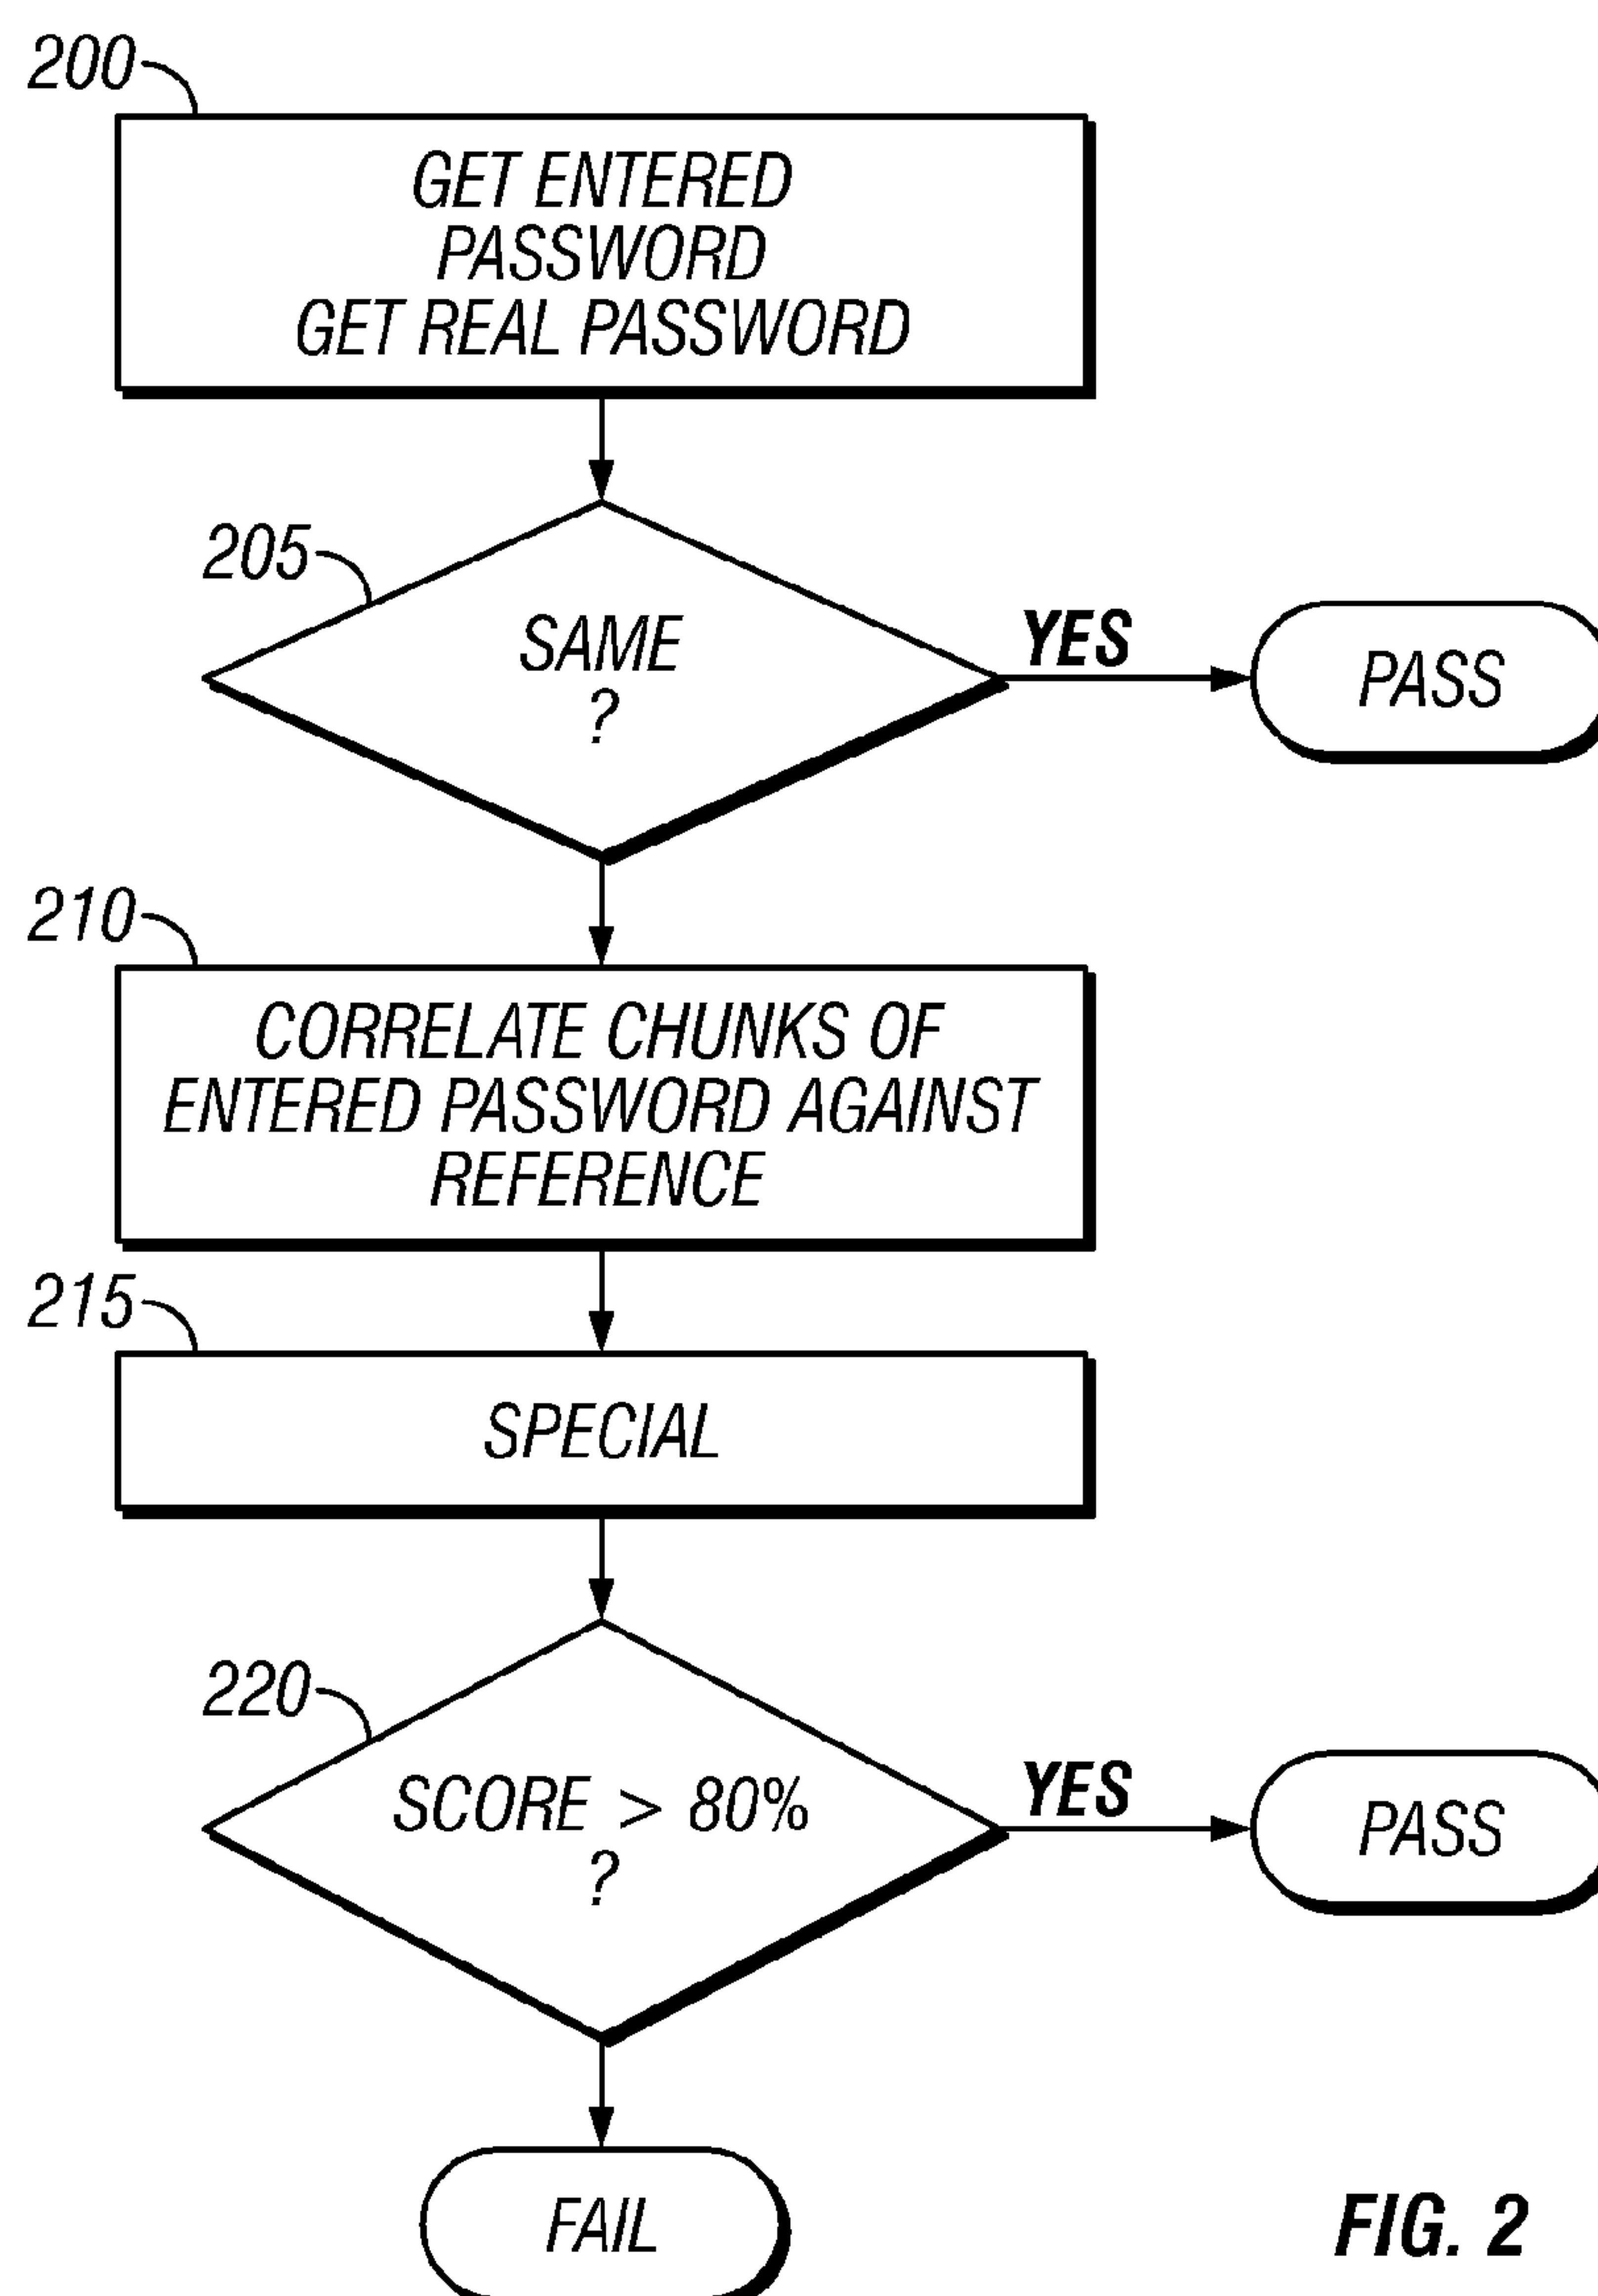 200
GET ENTERED
PASSWORD
GET REAL PASSWORD
205
SAME
?
YES
PASS
210
CORRELATE CHUNKS OF
ENTERED PASSWORD AGAINST
REFERENCE
215
SPECIAL
220
SCORE > 80%
?
YES
PASS
FAIL
FIG. 2